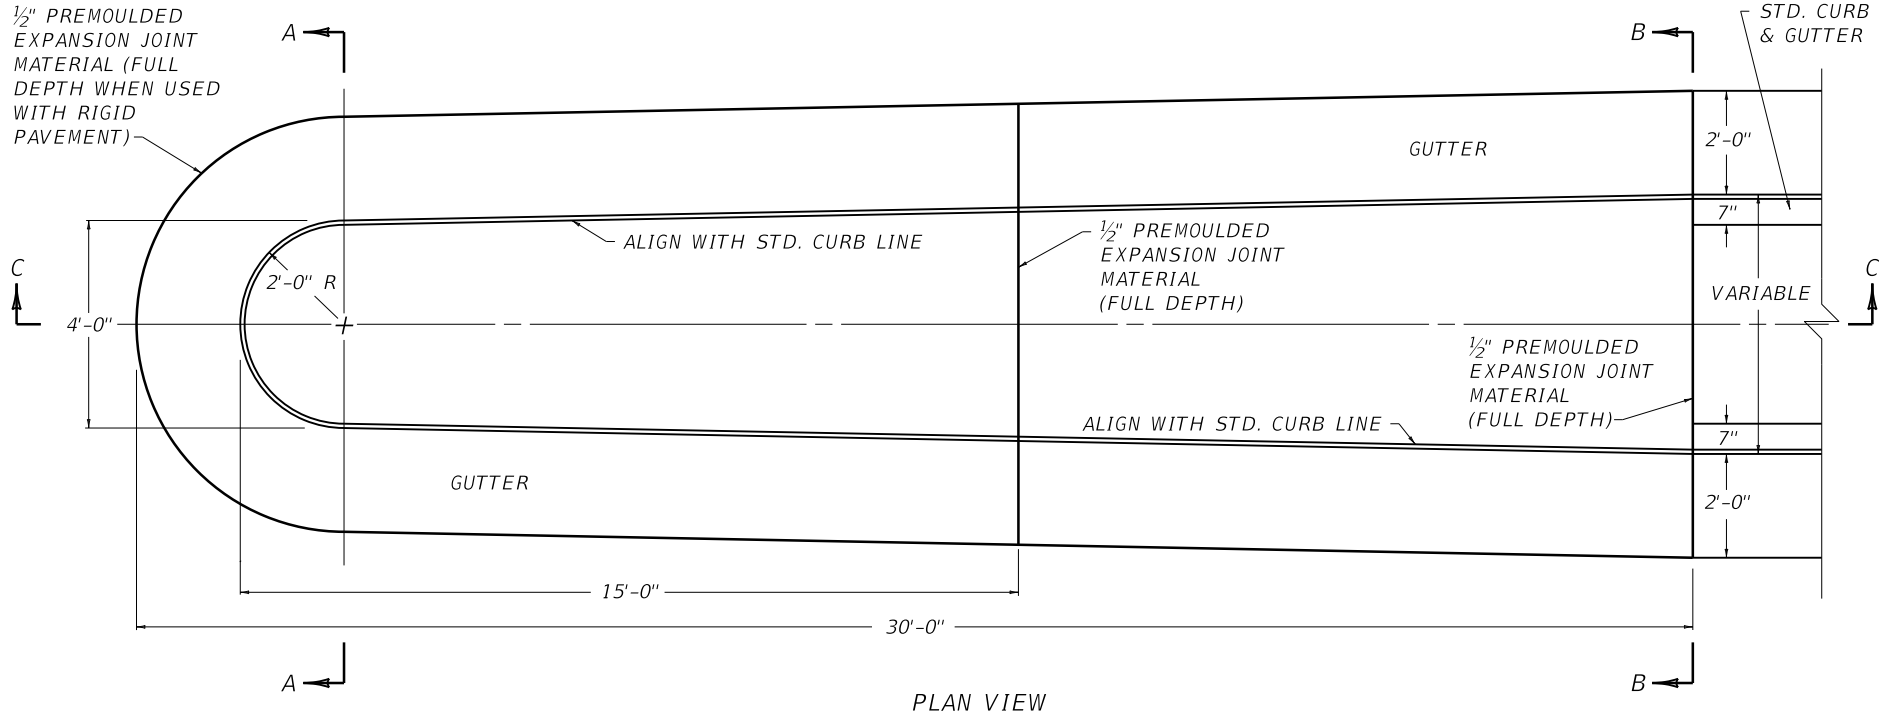 ½" PREMOULDED
EXPANSION JOINT
MATERIAL (FULL
DEPTH WHEN USED
WITH RIGID
PAVEMENT)
A
B
STD. CURB
& GUTTER
GUTTER
2'-0"
7"
ALIGN WITH STD. CURB LINE
½" PREMOULDED
EXPANSION JOINT
MATERIAL
(FULL DEPTH)
C
2'-0" R
VARIABLE
C
4'-0"
½" PREMOULDED
EXPANSION JOINT
MATERIAL
(FULL DEPTH)
ALIGN WITH STD. CURB LINE
7"
GUTTER
2'-0"
15'-0"
30'-0"
A
B
PLAN VIEW